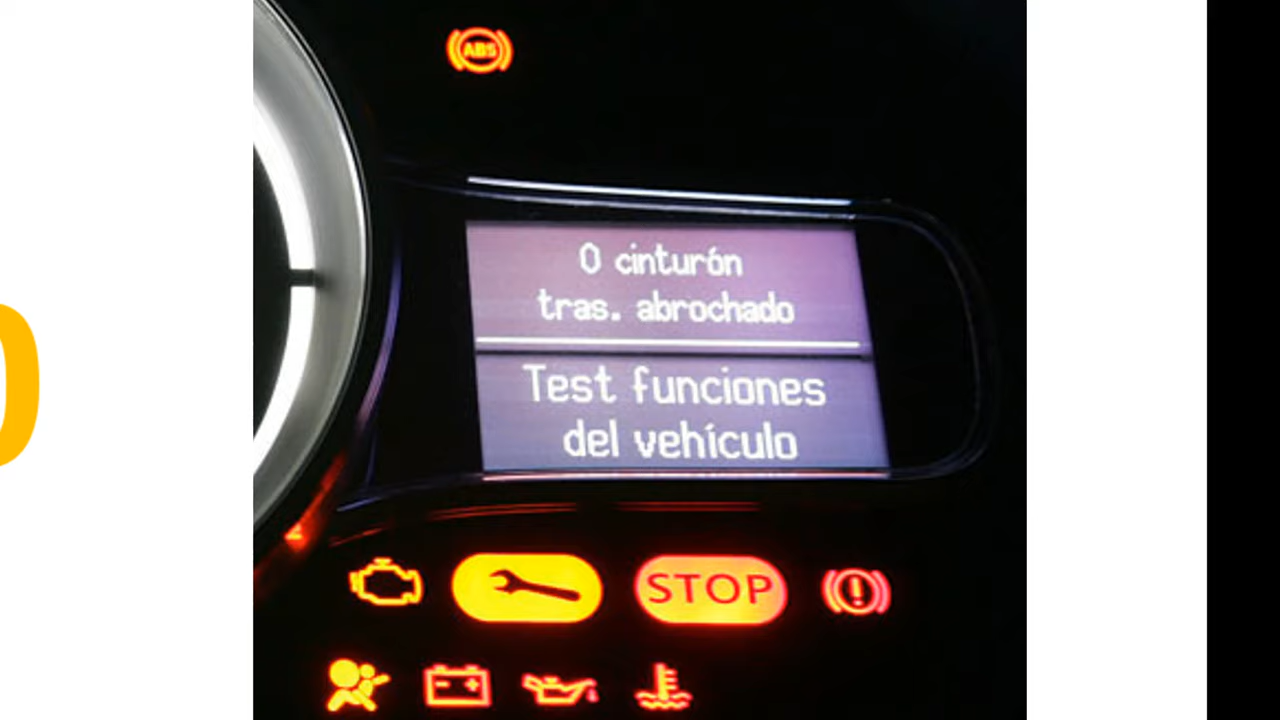 ABS
0 cinturón
tras. abrochado
Test funciones
del vehículo
STOP